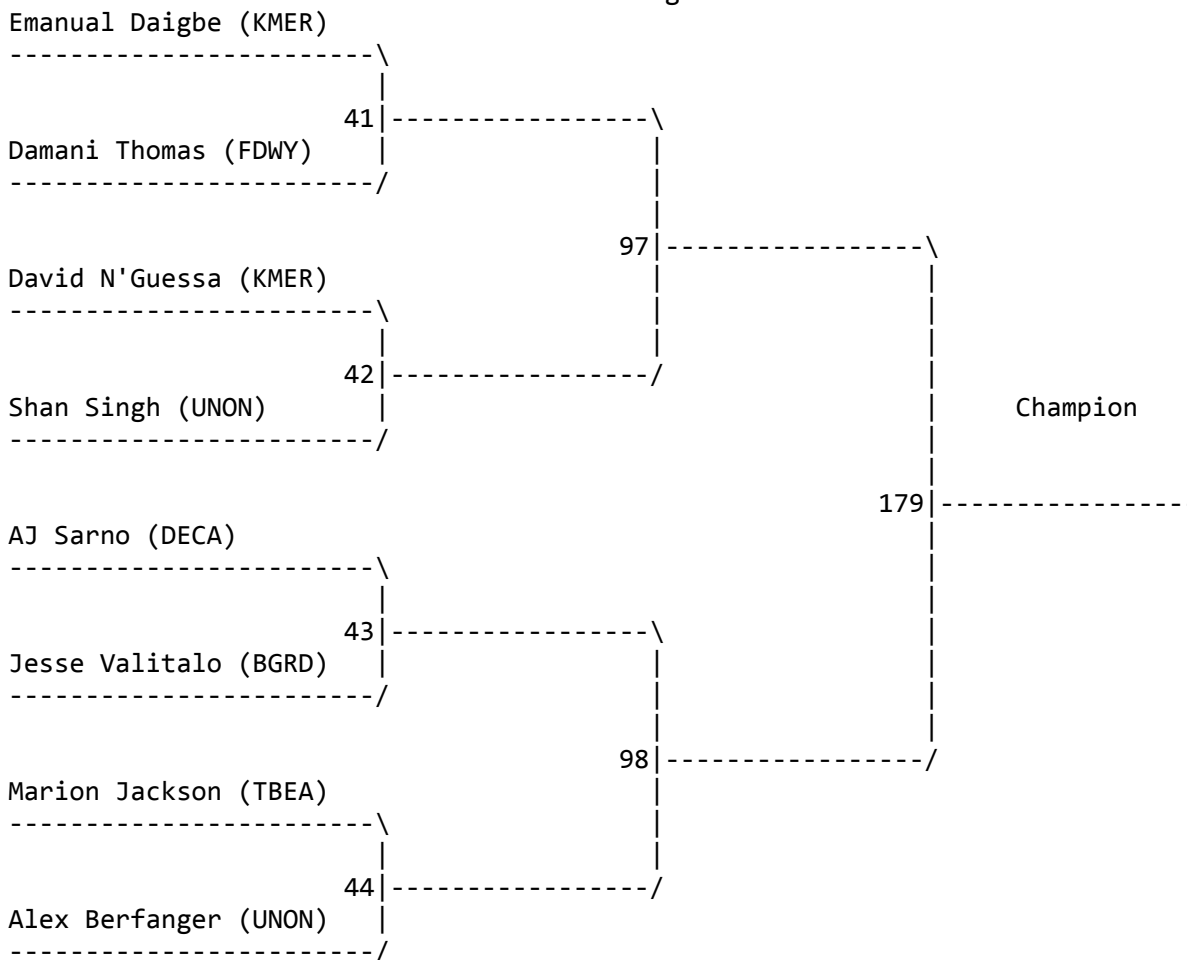 Emanual Daigbe (KMER)
------------------------\
|
41|-----------------\
Damani Thomas (FDWY) | |
------------------------/ |
|
97|-----------------\
David N'Guessa (KMER) | |
------------------------\ | |
| | |
42|-----------------/ |
Shan Singh (UNON) | | Champion
------------------------/ |
|
179|----------------
AJ Sarno (DECA) |
------------------------\ |
| |
43|-----------------\ |
Jesse Valitalo (BGRD) | | |
------------------------/ | |
| |
98|-----------------/
Marion Jackson (TBEA) |
------------------------\ |
| |
44|-----------------/
Alex Berfanger (UNON) |
------------------------/